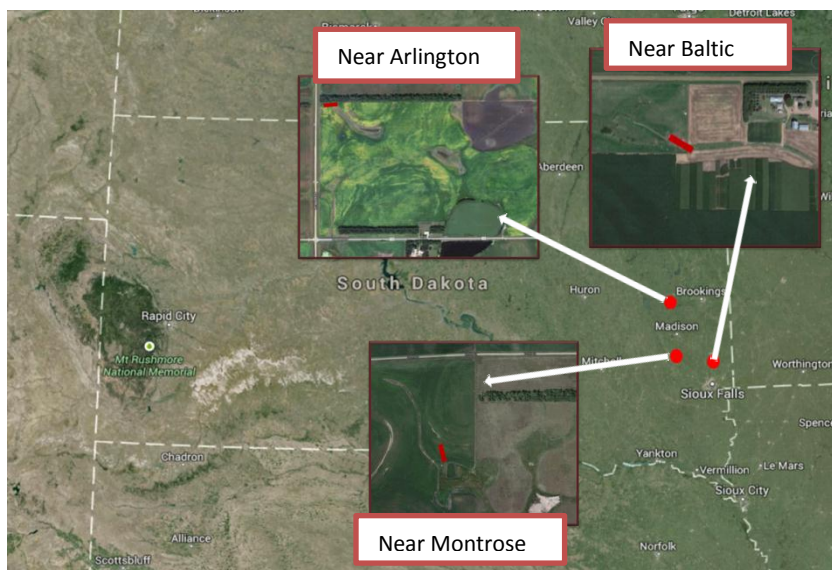 Bismarck
Valley City
Detroit Lakes
Near Arlington
Near Baltic
Aberdeen
South Dakota
Huron
Brookings
Rapid City
Madison
Mt Rushmore
National Memorial
Mitchell
Worthington
Sioux Falls
Spenc
Chadron
Yankton
Vermillion
Le Mars
Sioux City
Alliance
Near Montrose
Norfolk
Scottsbluff